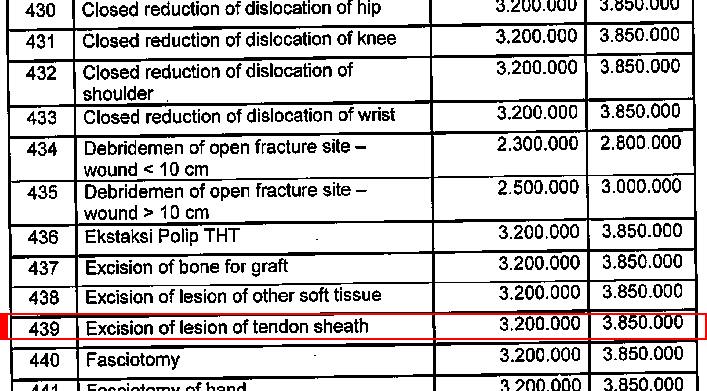 430 Closed reduction of dislocation of hip 3.200.000 3.850.000
431 Closed reduction of dislocation of knee 3.200.000 3.850.000
432 Closed reduction of dislocation of 3.200.000 3.850.000
shoulder
433 Closed reduction of dislocation of wrist 3.200.000 3.850.000
434 Debridemen of open fracture site – 2.300.000 2.800.000
wound < 10 cm
435 Debridemen of open fracture site – 2.500.000 3.000.000
wound > 10 cm
436 Ekstaksi Polip THT 3.200.000 3.850.000
437 Excision of bone for graft 3.200.000 3.850.000
438 Excision of lesion of other soft tissue 3.200.000 3.850.000
439 Excision of lesion of tendon sheath 3.200.000 3.850.000
440 Fasciotomy 3.200.000 3.850.000
441 Fasciotomy of hand 3.200.000 3.850.000